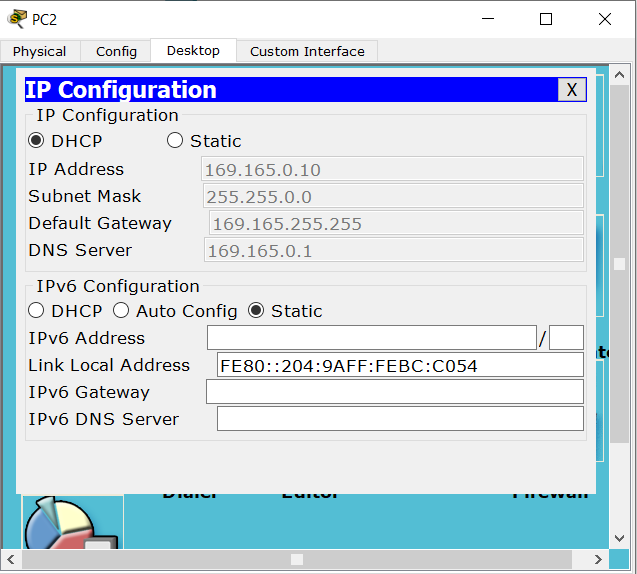 PC2
Physical Config Desktop Custom Interface
IP Configuration X
IP Configuration
DHCP Static
IP Address 169.165.0.10
Subnet Mask 255.255.0.0
Default Gateway 169.165.255.255
DNS Server 169.165.0.1
IPv6 Configuration
DHCP Auto Config Static
IPv6 Address /
Link Local Address FE80::204:9AFF:FEBC:C054
IPv6 Gateway
IPv6 DNS Server
Dialer Editor Firewall